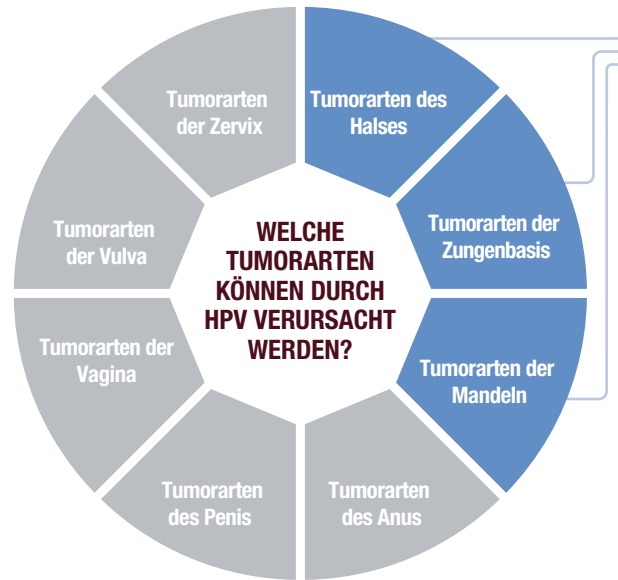 WELCHE
TUMORARTEN
KÖNNEN DURCH
HPV VERURSACHT
WERDEN?
Tumorarten des
Halses
Tumorarten der
Zungenbasis
Tumorarten der
Mandeln
Tumorarten
des Anus
Tumorarten
des Penis
Tumorarten der
Vagina
Tumorarten
der Vulva
Tumorarten
der Zervix